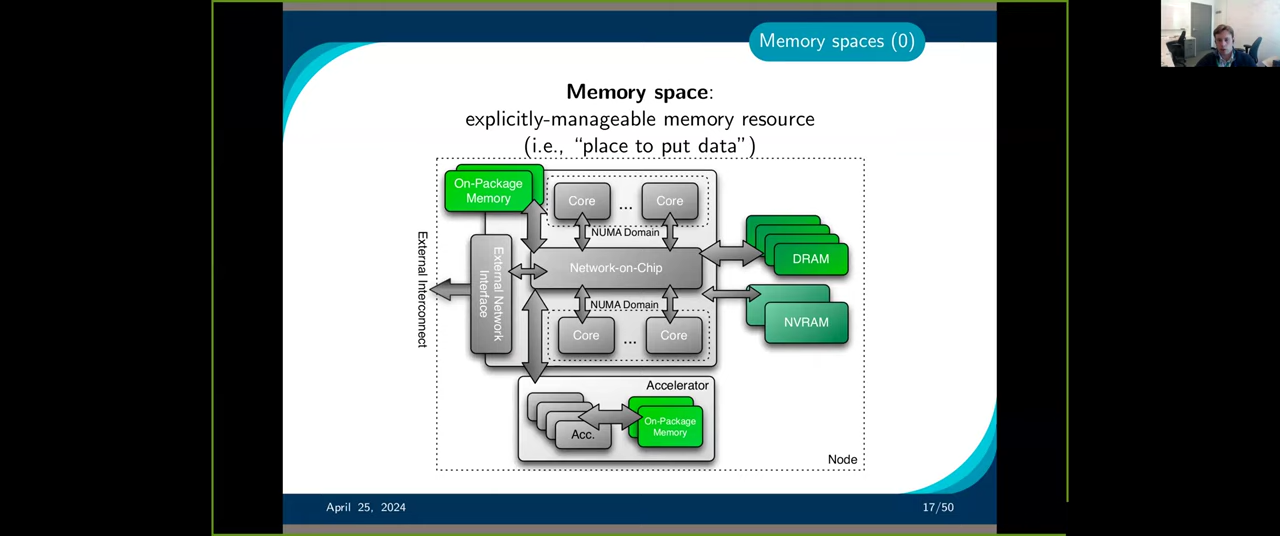 Memory spaces (0)
Memory space:
explicitly-manageable memory resource
(i.e., “place to put data”)
On-Package
Memory
Core
...
Core
NUMA Domain
External Interconnect
External Network
Interface
Network-on-Chip
DRAM
NUMA Domain
NVRAM
Core
...
Core
Accelerator
Acc.
On-Package
Memory
Node
April 25, 2024
17/50